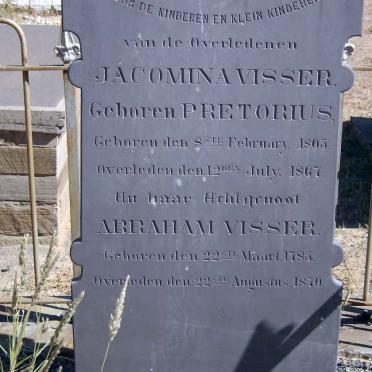 DE KINDEREN EN KLEIN KINDEREN
van de Overledenen
JACOMINA VISSER.
Geboren PRETORIUS.
Geboren den 8STE February, 1805
Overleden den 12DEN July, 1867.
En haar Echtgenoot
ABRAHAM VISSER.
Geboren den 22STE Maart, 1785.
Overleden den 22STE Augustus 1870.